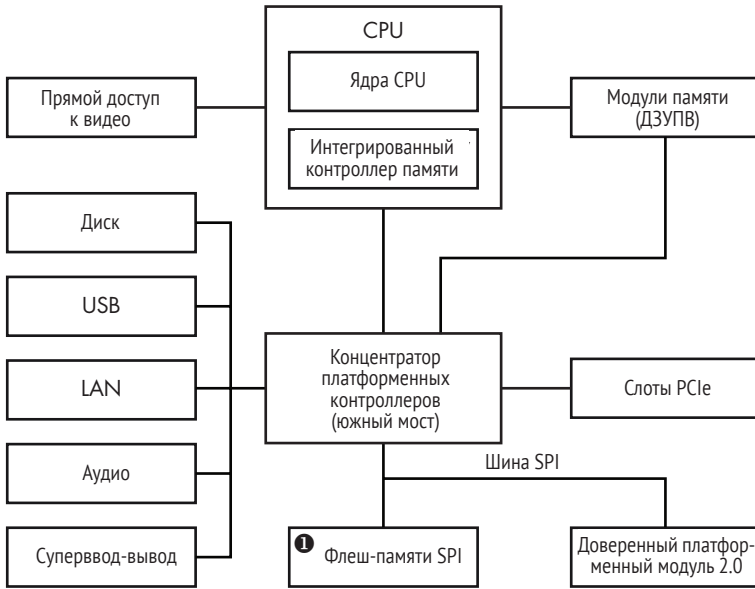 CPU
Ядра CPU
Прямой доступ
к видео
Модули памяти
(ДЗУПВ)
Интегрированный
контроллер памяти
Диск
USB
LAN
Аудио
Суперввод-вывод
Концентратор
платформенных
контроллеров
(южный мост)
Слоты PCIe
Шина SPI
❶
Флеш-памяти SPI
Доверенный платфор-
менный модуль 2.0